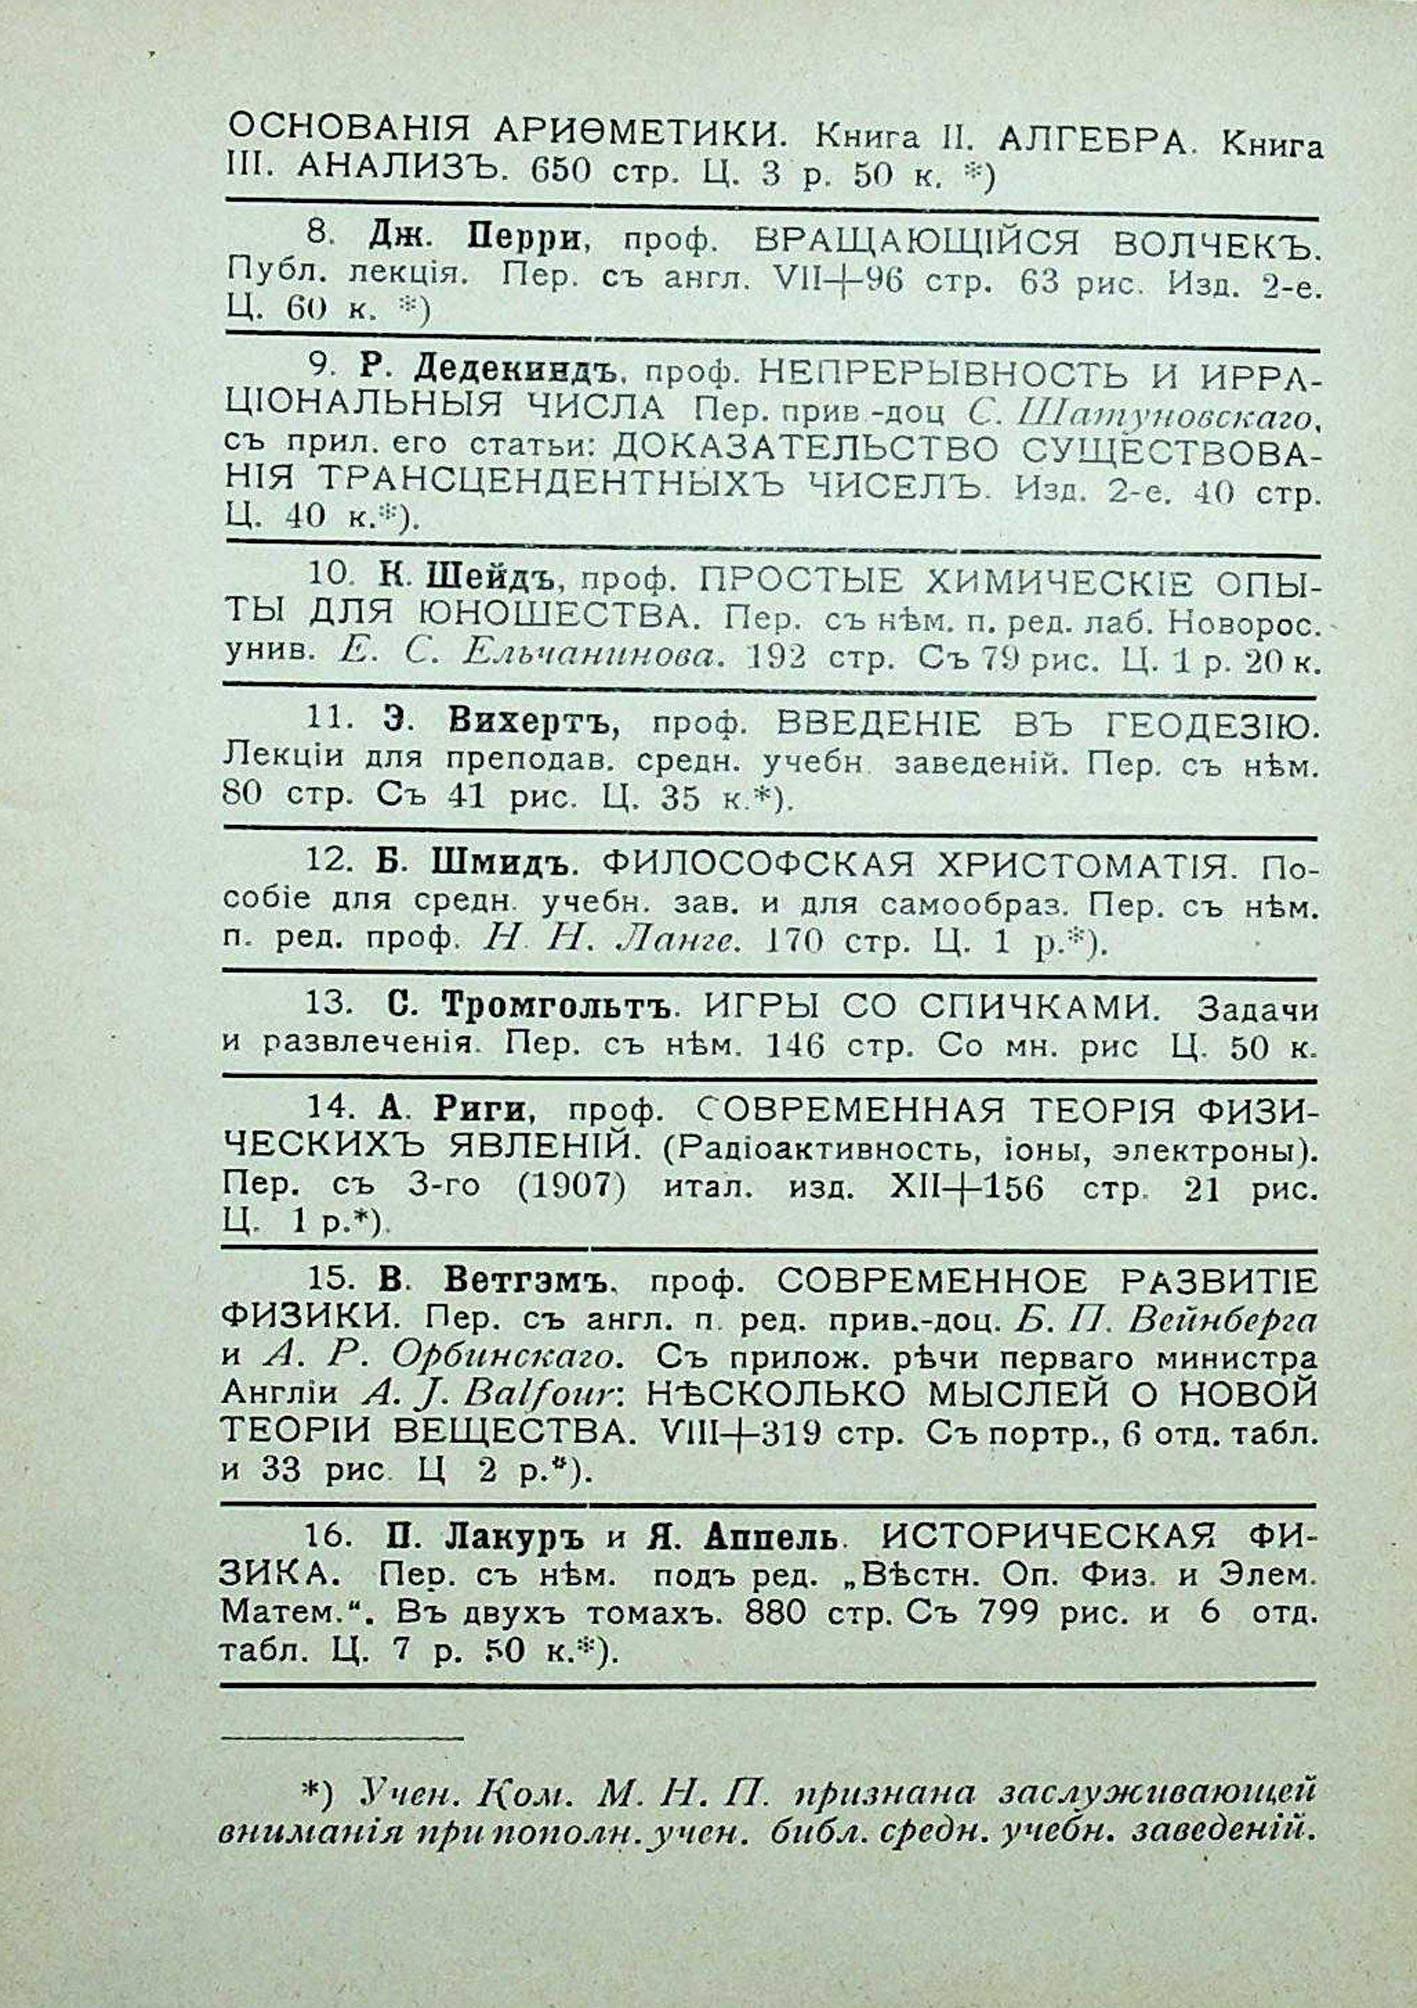 ОСНОВАНІЯ АРИѲМЕТИКИ. Книга II. АЛГЕБРА. Книга
III. АНАЛИЗЪ. 650 стр. Ц. 3 р. 50 к. *)
8. Дж. Перри, проф. ВРАЩАЮЩІЙСЯ ВОЛЧЕКЪ.
Публ. лекція. Пер. съ англ. VII+96 стр. 63 рис. Изд. 2-е.
Ц. 60 к. *)
9. Р. Дедекиндъ, проф. НЕПРЕРЫВНОСТЬ И ИРРА-
ЦІОНАЛЬНЫЯ ЧИСЛА Пер. прив.-доц С. Шатуновскаго,
съ прил. его статьи: ДОКАЗАТЕЛЬСТВО СУЩЕСТВОВА-
НІЯ ТРАНСЦЕНДЕНТНЫХЪ ЧИСЕЛЪ. Изд. 2-е. 40 стр.
Ц. 40 к.*).
10. К. Шейдъ, проф. ПРОСТЫЕ ХИМИЧЕСКІЕ ОПЫ-
ТЫ ДЛЯ ЮНОШЕСТВА. Пер. съ нѣм. п. ред. лаб. Новорос.
унив. Е. С. Ельчанинова. 192 стр. Съ 79 рис. Ц. 1 р. 20 к.
11. Э. Вихертъ, проф. ВВЕДЕНІЕ ВЪ ГЕОДЕЗІЮ.
Лекціи для преподав. средн. учебн. заведеній. Пер. съ нѣм.
80 стр. Съ 41 рис. Ц. 35 к.*).
12. Б. Шмидъ. ФИЛОСОФСКАЯ ХРИСТОМАТІЯ. По-
собіе для средн. учебн. зав. и для самообраз. Пер. съ нѣм.
п. ред. проф. Н. Н. Ланге. 170 стр. Ц. 1 р.*).
13. С. Тромгольтъ. ИГРЫ СО СПИЧКАМИ. Задачи
и развлеченія. Пер. съ нѣм. 146 стр. Со мн. рис Ц. 50 к.
14. А. Риги, проф. СОВРЕМЕННАЯ ТЕОРІЯ ФИЗИ-
ЧЕСКИХЪ ЯВЛЕНІЙ. (Радіоактивность, іоны, электроны).
Пер. съ 3-го (1907) итал. изд. XII+156 стр. 21 рис.
Ц. 1 р.*).
15. В. Ветгэмъ, проф. СОВРЕМЕННОЕ РАЗВИТІЕ
ФИЗИКИ. Пер. съ англ. п. ред. прив.-доц. Б. П. Вейнберга
и А. Р. Орбинскаго. Съ прилож. рѣчи перваго министра
Англіи A. J. Balfour: НѢСКОЛЬКО МЫСЛЕЙ О НОВОЙ
ТЕОРІИ ВЕЩЕСТВА. VIII+319 стр. Съ портр., 6 отд. табл.
и 33 рис. Ц 2 р.*).
16. П. Лакуръ и Я. Аппель. ИСТОРИЧЕСКАЯ ФИ-
ЗИКА. Пер. съ нѣм. подъ ред. „Вѣстн. Оп. Физ. и Элем.
Матем.“. Въ двухъ томахъ. 880 стр. Съ 799 рис. и 6 отд.
табл. Ц. 7 р. 50 к.*).
*) Учен. Ком. М. Н. П. признана заслуживающей
вниманія при пополн. учен. библ. средн. учебн. заведеній.